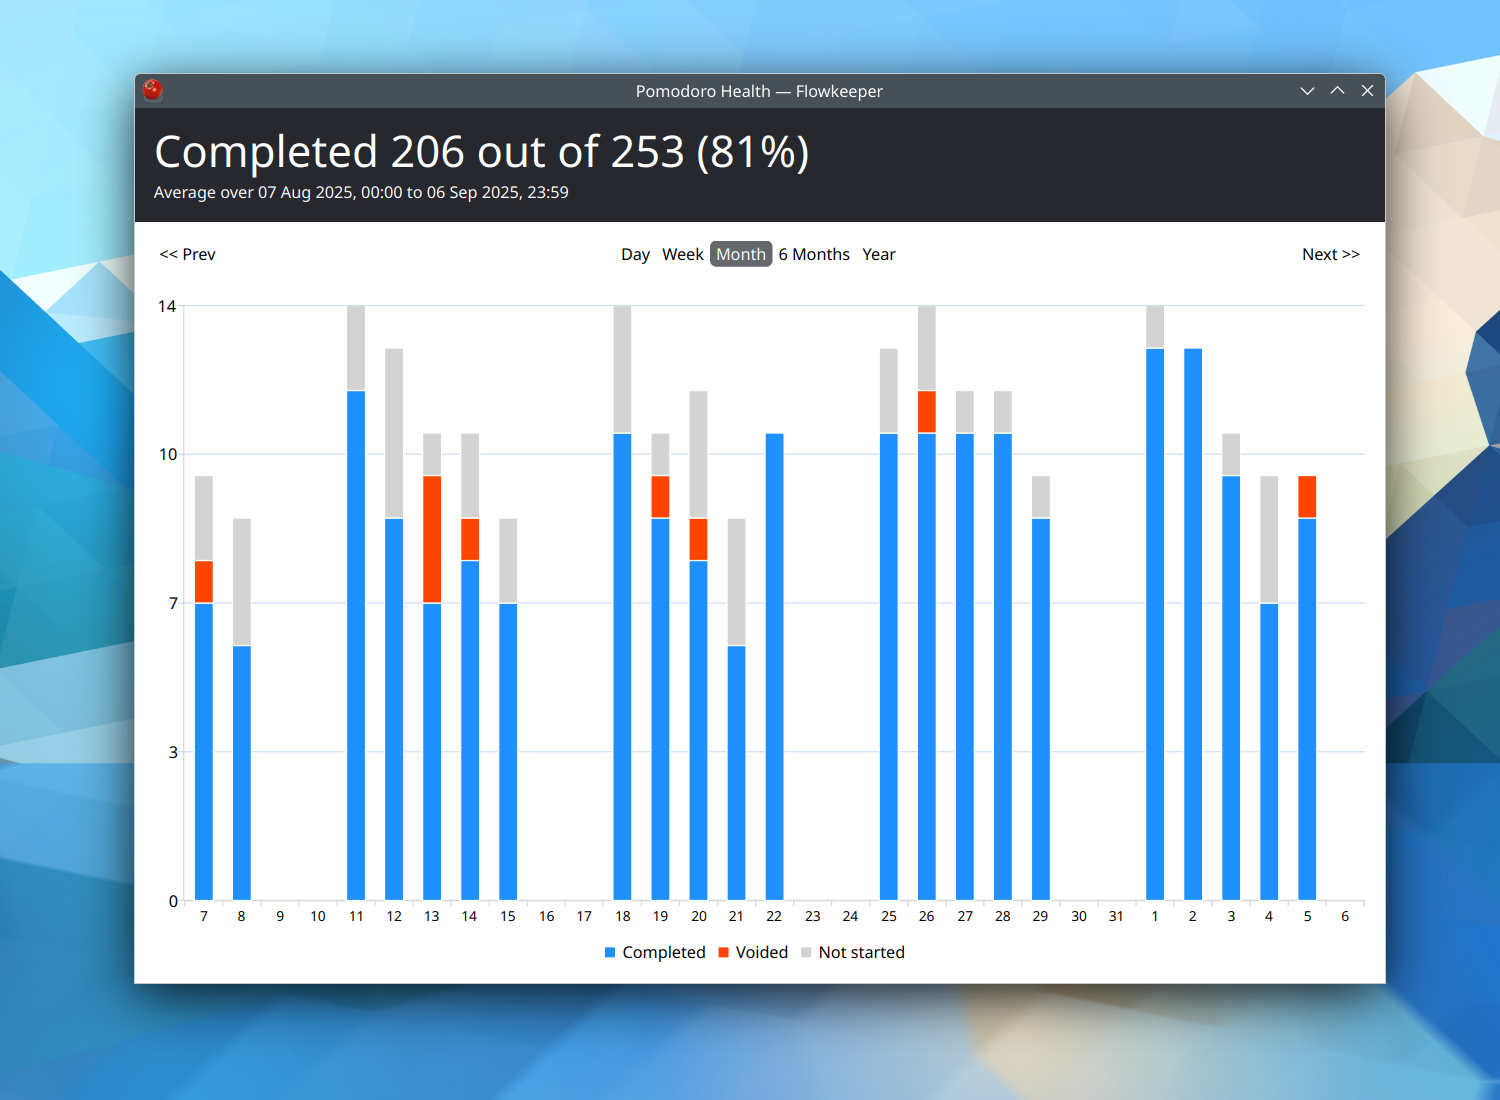 Pomodoro Health — Flowkeeper
Completed 206 out of 253 (81%)
Average over 07 Aug 2025, 00:00 to 06 Sep 2025, 23:59
<< Prev Day Week Month 6 Months Year Next >>
14
10
7
3
0
7 8 9 10 11 12 13 14 15 16 17 18 19 20 21 22 23 24 25 26 27 28 29 30 31 1 2 3 4 5 6
Completed Voided Not started